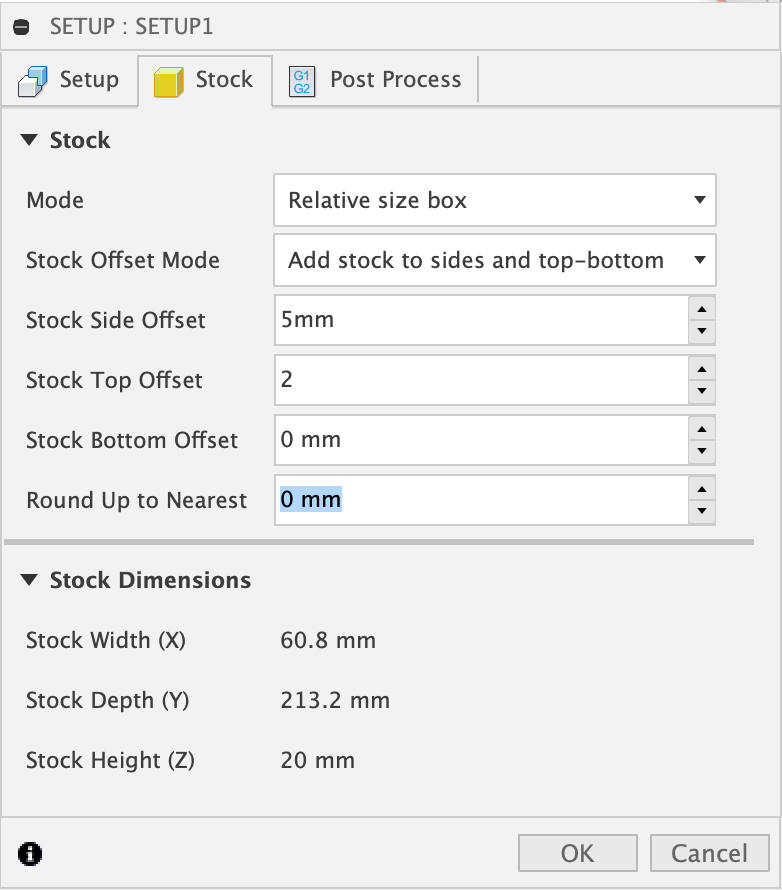 SETUP : SETUP1
Setup Stock G1 G2 Post Process
Stock
Mode Relative size box
Stock Offset Mode Add stock to sides and top-bottom
Stock Side Offset 5mm
Stock Top Offset 2
Stock Bottom Offset 0 mm
Round Up to Nearest 0 mm
Stock Dimensions
Stock Width (X) 60.8 mm
Stock Depth (Y) 213.2 mm
Stock Height (Z) 20 mm
OK Cancel